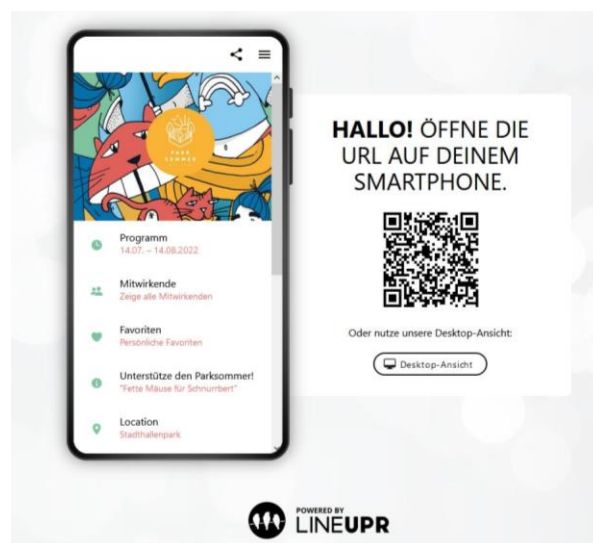 PARK
SOMMER
Programm
14.07. – 14.08.2022
Mitwirkende
Zeige alle Mitwirkenden
Favoriten
Persönliche Favoriten
Unterstütze den Parksommer!
"Fette Mäuse für Schnurrbert"
Location
Stadthallenpark
HALLO! ÖFFNE DIE
URL AUF DEINEM
SMARTPHONE.
Oder nutze unsere Desktop-Ansicht:
Desktop-Ansicht
POWERED BY
LINEUPR